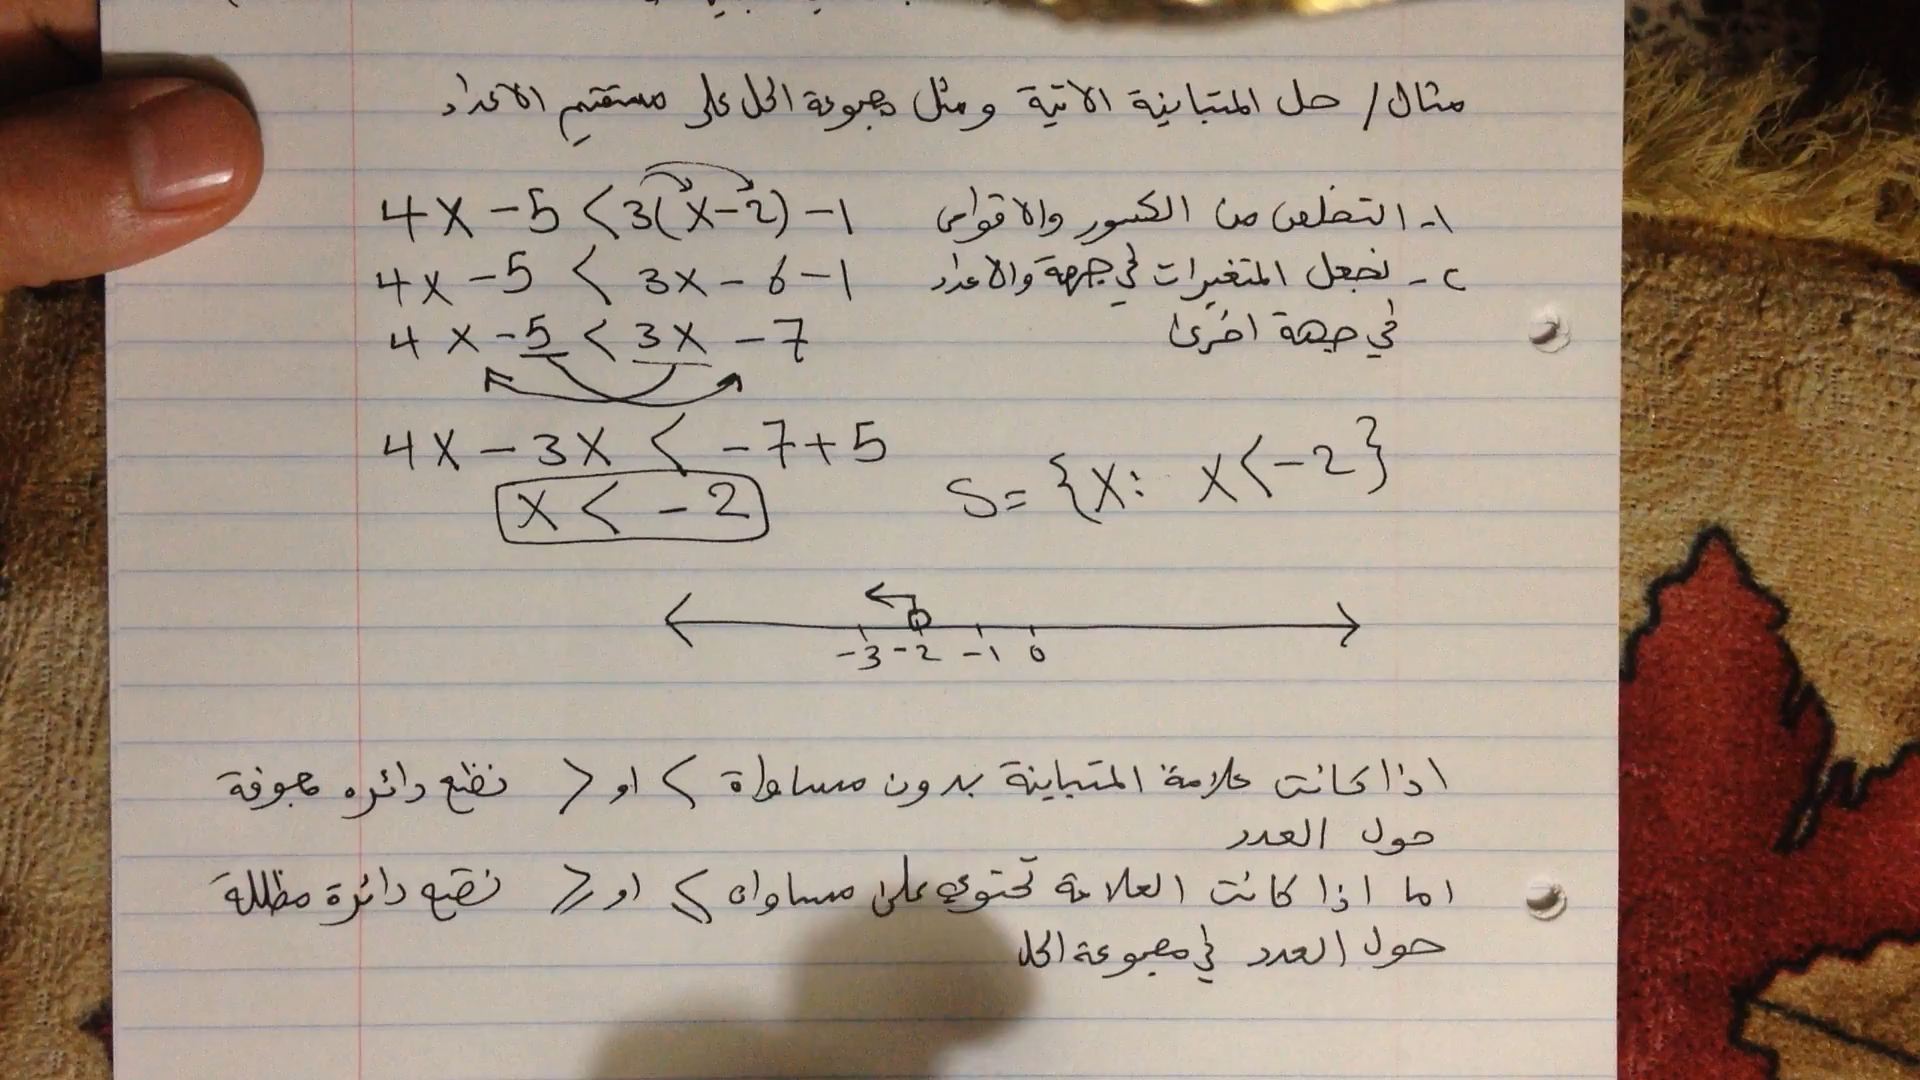 مثال / حل المتباينة الاتية ومثل مجموعة الحل على مستقيم الاعداد
4x - 5 < 3(x - 2) - 1
١- التخلص من الكسور والاقواس
4x - 5 < 3x - 6 - 1
٢- نجعل المتغيرات في جهة والاعداد
4x - 5 < 3x - 7
في جهة اخرى
4x - 3x < -7 + 5
x < -2
S = {x: x < -2}
-3 -2 -1 0
اذا كانت علامة المتباينة بدون مساواة < او > نضع دائره مجوفة
حول العدد
اما اذا كانت العلامة تحتوي على مساواة ≤ او ≥ نضع دائرة مظللة
حول العدد في مجموعة الحل